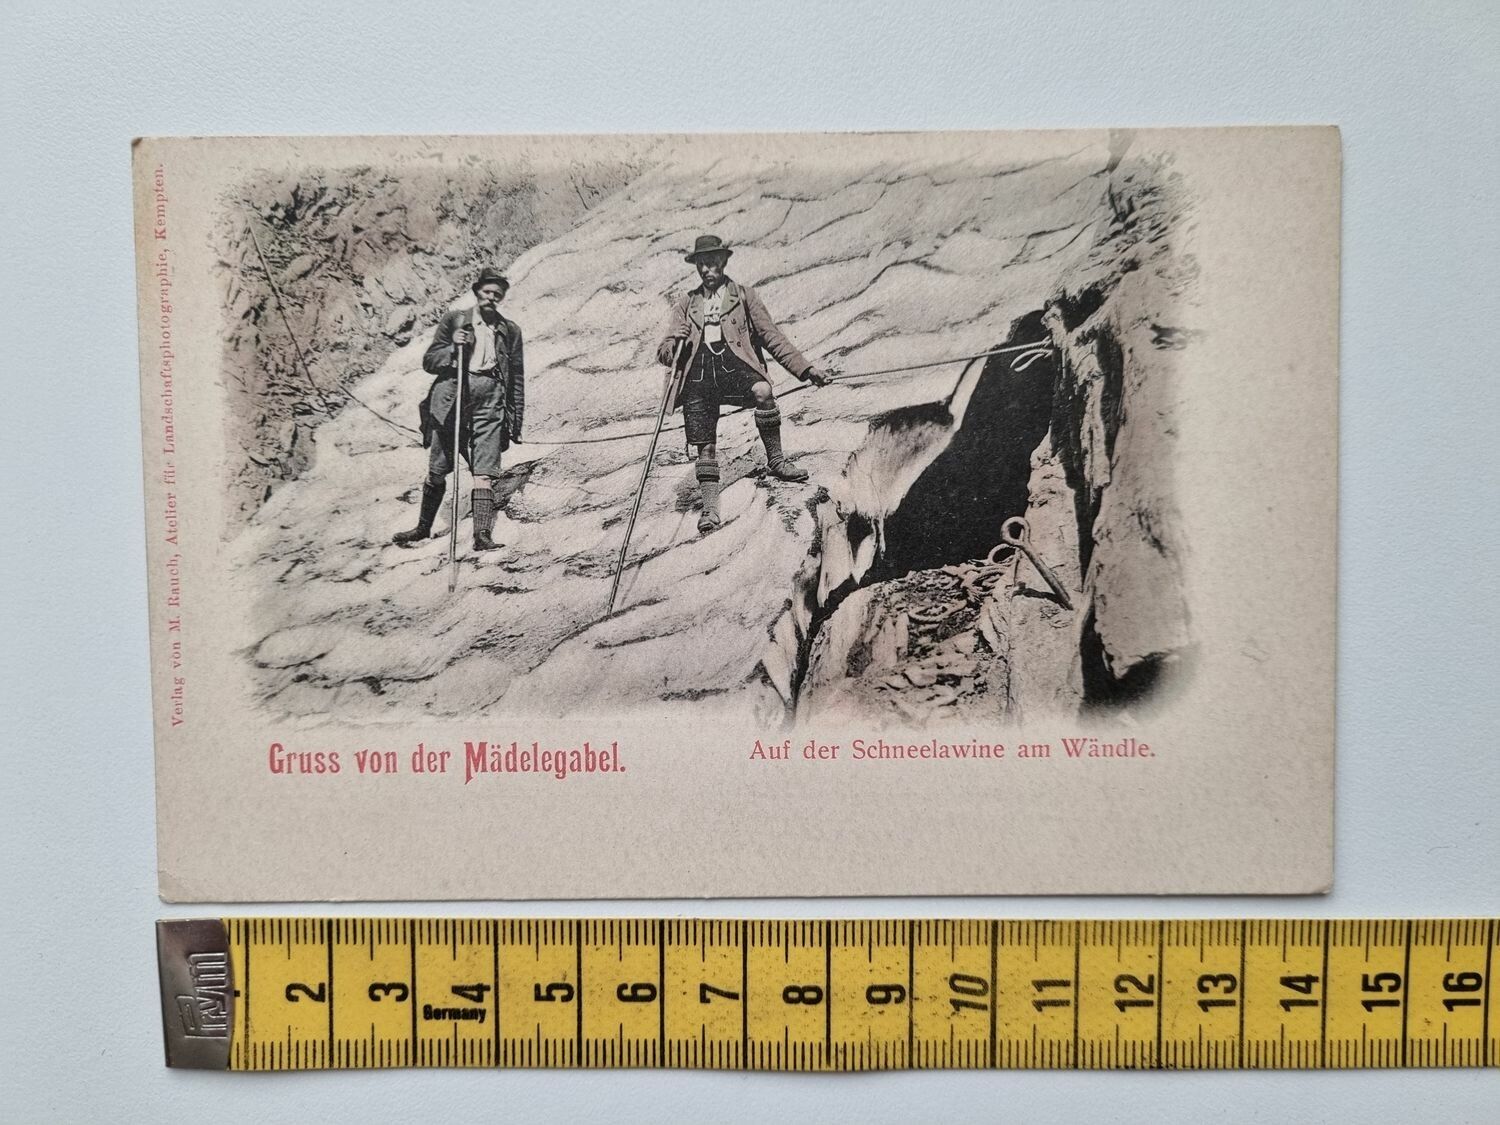 Verlag von M. Rauch, Atelier für Landschaftsphotographie, Kempten.
Gruss von der Mädelegabel.
Auf der Schneelawine am Wändle.
Prym
2 3 4 5 6 7 8 9 10 11 12 13 14 15 16
Germany